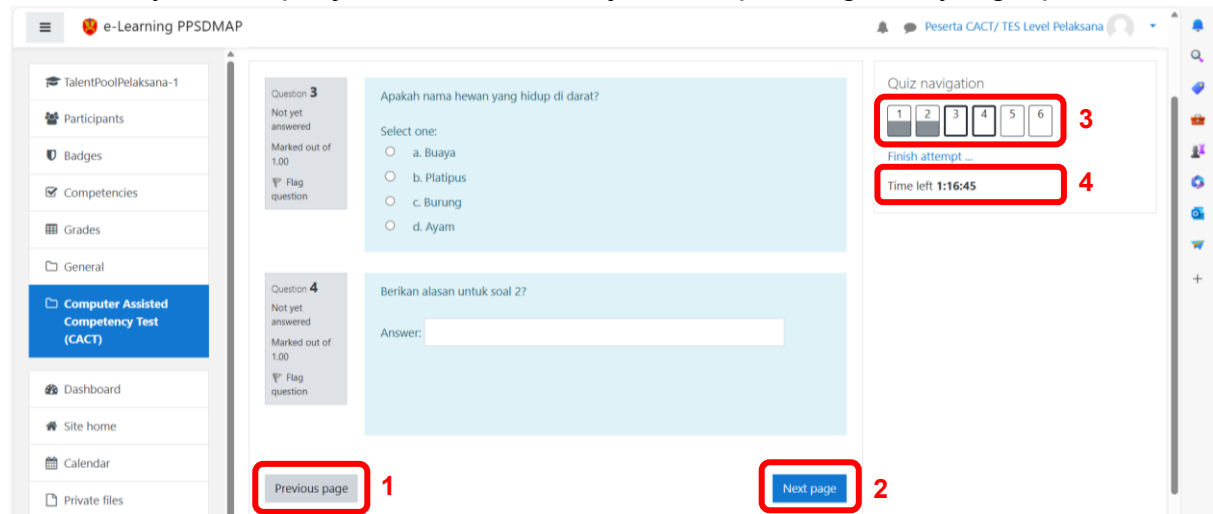 e-Learning PPSDMAP
Peserta CACT/ TES Level Pelaksana
TalentPoolPelaksana-1
Participants
Badges
Competencies
Grades
General
Computer Assisted
Competency Test
(CACT)
Dashboard
Site home
Calendar
Private files
Question 3
Not yet
answered
Marked out of
1.00
Flag
question
Apakah nama hewan yang hidup di darat?
Select one:
a. Buaya
b. Platipus
c. Burung
d. Ayam
Question 4
Not yet
answered
Marked out of
1.00
Flag
question
Berikan alasan untuk soal 2?
Answer:
Previous page
1
Next page
2
Quiz navigation
1 2 3 4 5 6
3
Finish attempt ...
Time left 1:16:45
4